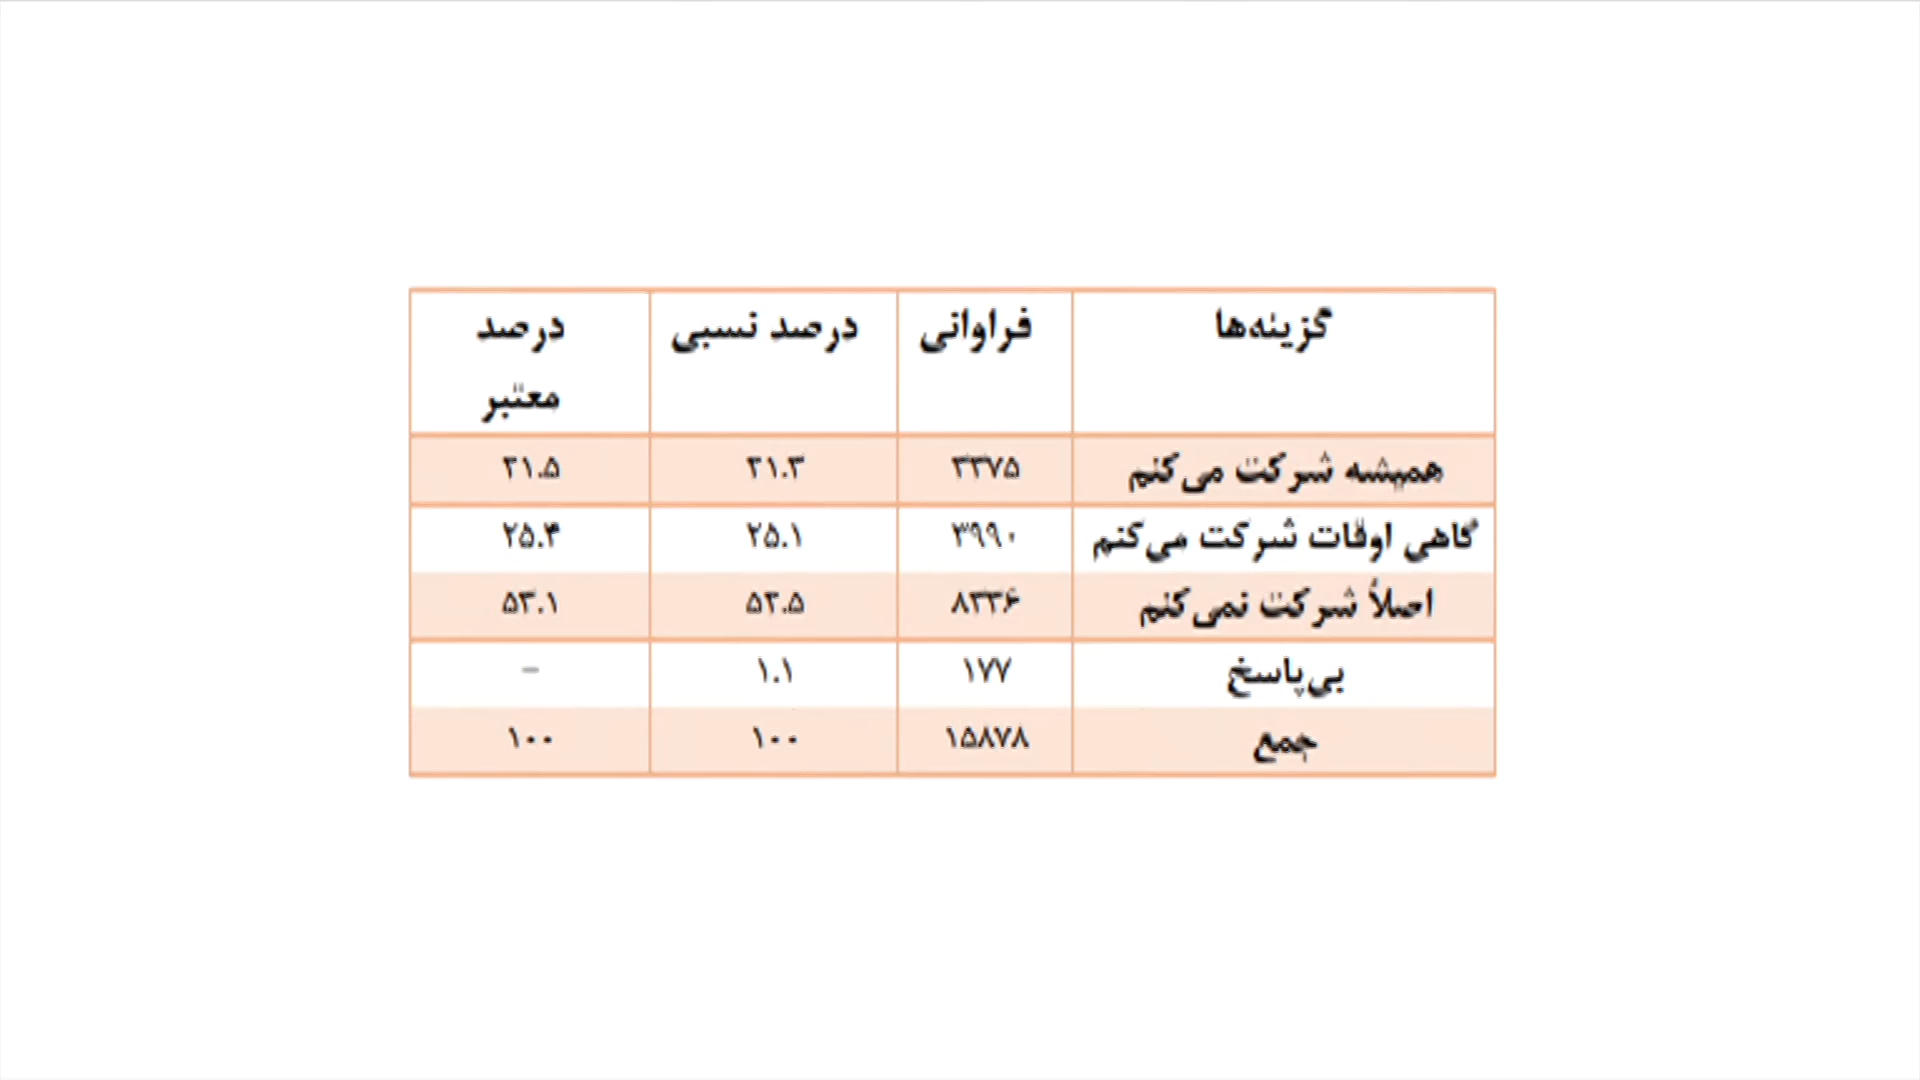 گزینه‌ها فراوانی درصد نسبی درصد معتبر
همیشه شرکت می‌کنم ۳۳۷۵ ۲۱.۳ ۲۱.۵
گاهی اوقات شرکت می‌کنم ۳۹۹۰ ۲۵.۱ ۲۵.۴
اصلاً شرکت نمی‌کنم ۸۳۳۶ ۵۲.۵ ۵۳.۱
بی‌پاسخ ۱۷۷ ۱.۱ –
جمع ۱۵۸۷۸ ۱۰۰ ۱۰۰